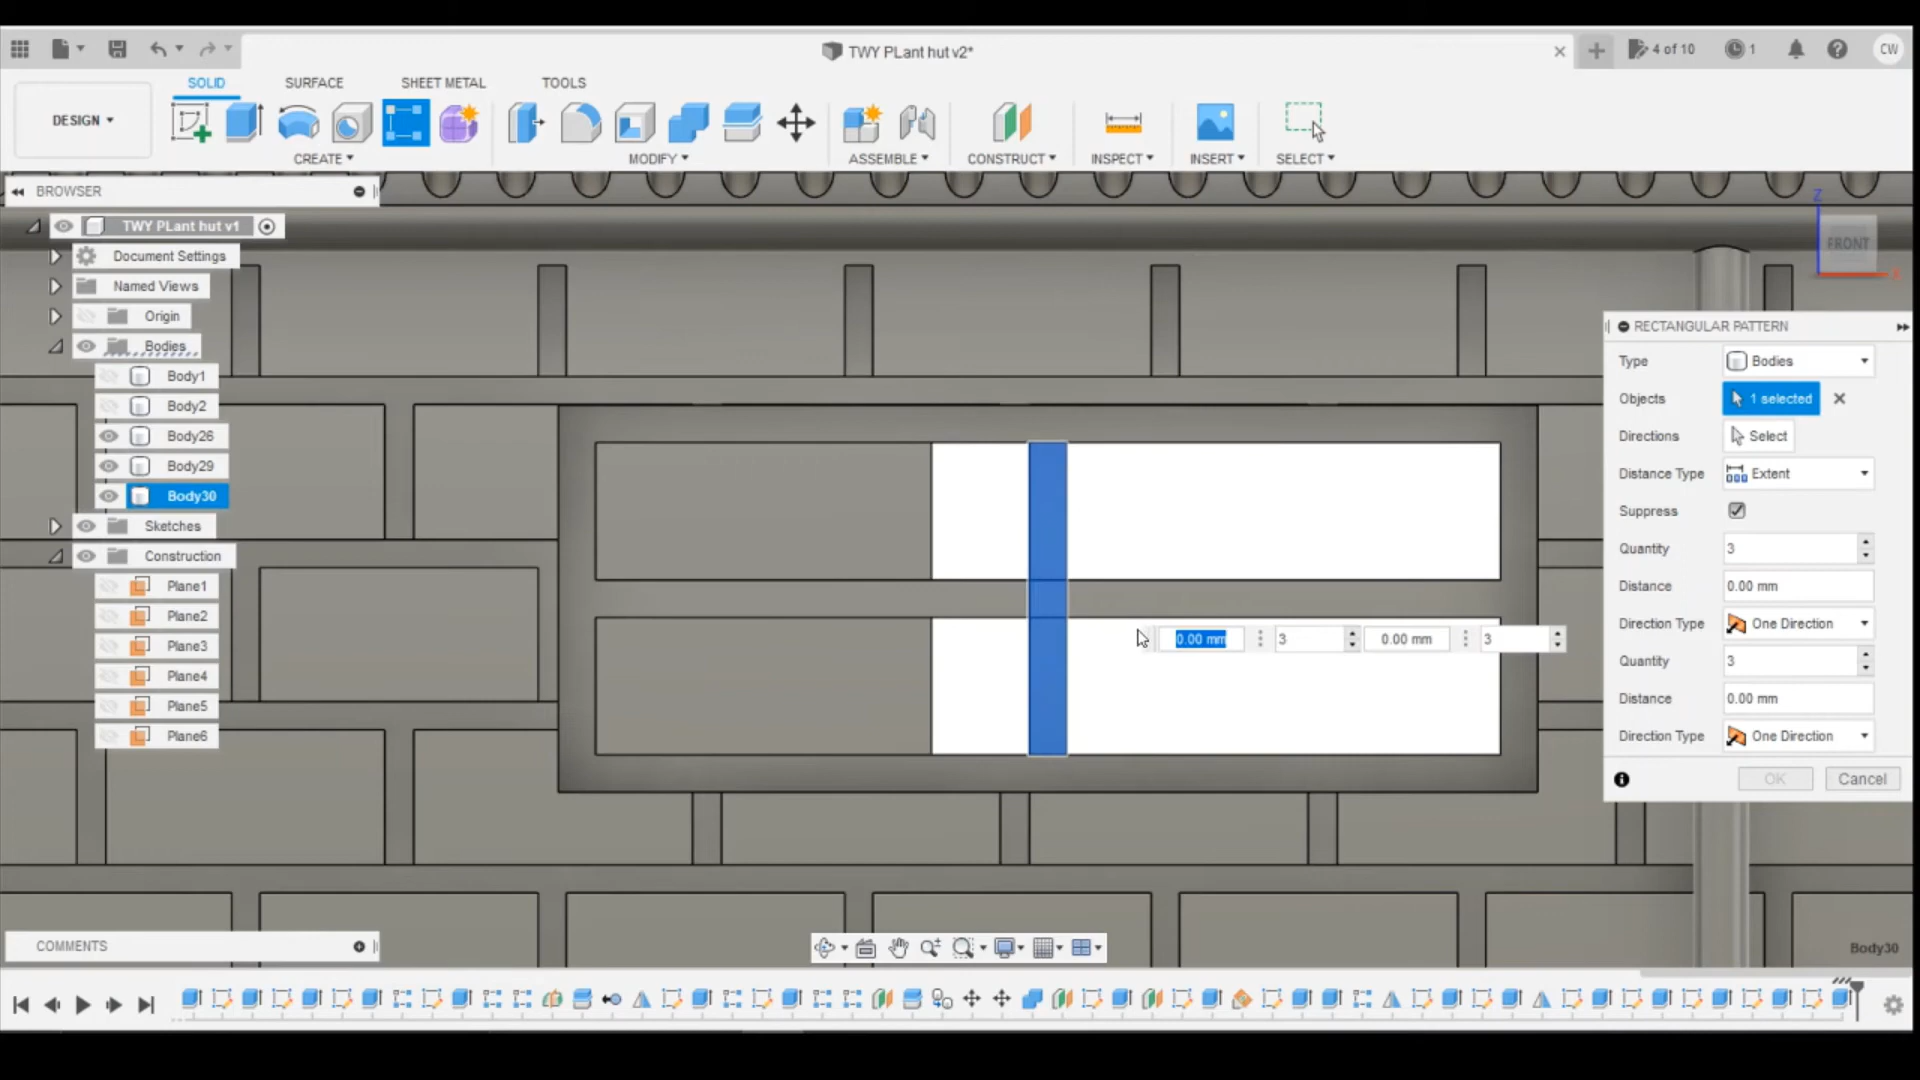 TWY PLant hut v2*
4 of 10
1
CW
DESIGN
SOLID
SURFACE
SHEET METAL
TOOLS
CREATE
MODIFY
ASSEMBLE
CONSTRUCT
INSPECT
INSERT
SELECT
BROWSER
TWY PLant hut v1
Document Settings
Named Views
Origin
Bodies
Body1
Body2
Body26
Body29
Body30
Sketches
Construction
Plane1
Plane2
Plane3
Plane4
Plane5
Plane6
Z
FRONT
X
RECTANGULAR PATTERN
Type Bodies
Objects 1 selected
Directions Select
Distance Type Extent
Suppress
Quantity 3
Distance 0.00 mm
Direction Type One Direction
Quantity 3
Distance 0.00 mm
Direction Type One Direction
OK Cancel
0.00 mm 3 0.00 mm 3
COMMENTS
Body30